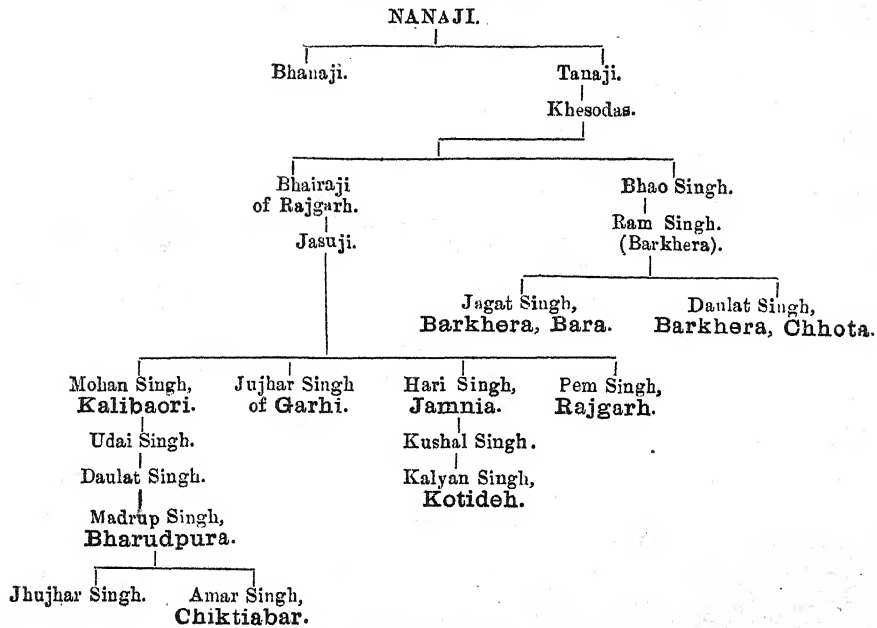 NANAJI.
Bhanaji. Tanaji.
Khesodas.
Bhairaji Bhao Singh.
of Rajgarh. Ram Singh.
Jasuji. (Barkhera).
Jagat Singh, Daulat Singh,
Barkhera, Bara. Barkhera, Chhota.
Mohan Singh, Jujhar Singh Hari Singh, Pem Singh,
Kalibaori. of Garhi. Jamnia. Rajgarh.
Udai Singh. Kushal Singh.
Daulat Singh. Kalyan Singh,
Kotideh.
Madrup Singh,
Bharudpura.
Jhujhar Singh. Amar Singh,
Chiktiabar.